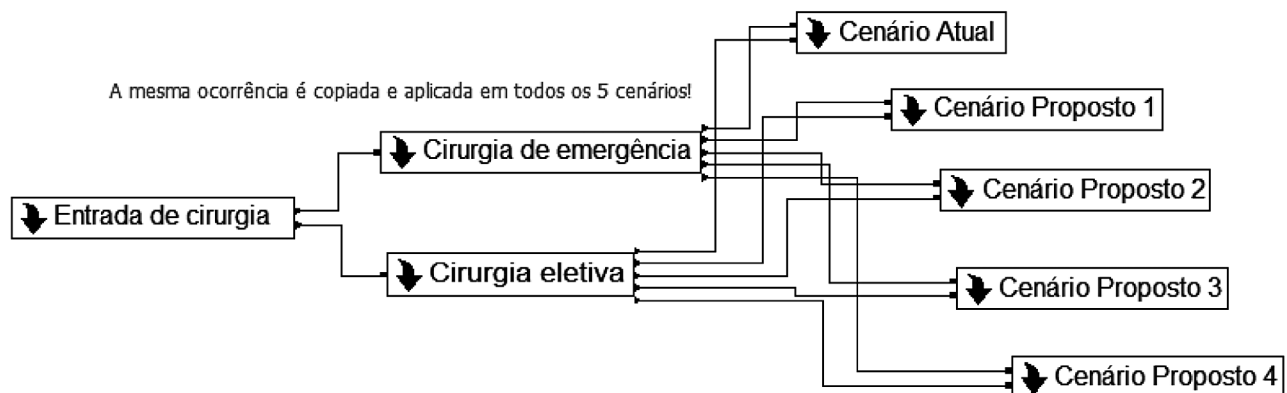 Cenário Atual
A mesma ocorrência é copiada e aplicada em todos os 5 cenários!
Cenário Proposto 1
Cirurgia de emergência
Cenário Proposto 2
Entrada de cirurgia
Cirurgia eletiva
Cenário Proposto 3
Cenário Proposto 4